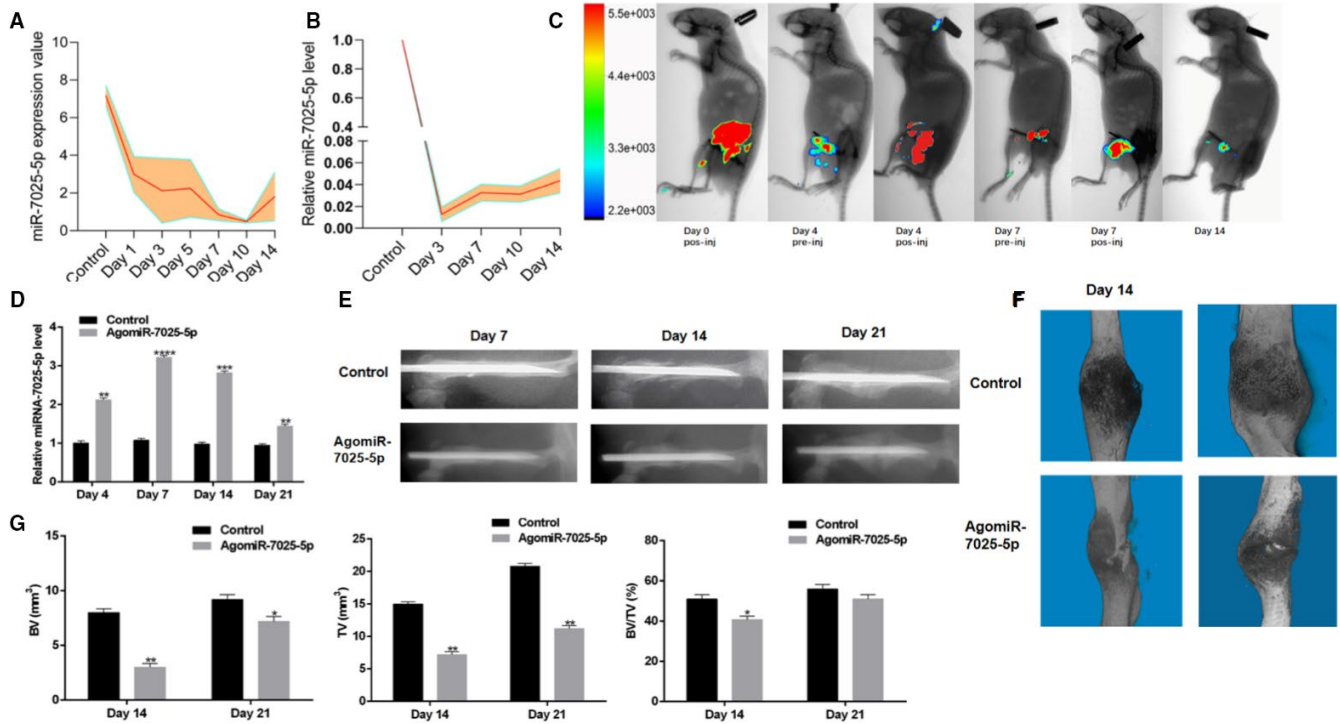 A
miR-7025-5p expression value
10
8
6
4
2
0
Control
Day 1
Day 3
Day 5
Day 7
Day 10
Day 14
B
Relative miR-7025-5p level
1.0
0.8
0.6
0.4
0.08
0.06
0.04
0.02
0.00
Control
Day 3
Day 7
Day 10
Day 14
C
5.5e+003
4.4e+003
3.3e+003
2.2e+003
Day 0
pos-inj
Day 4
pre-inj
Day 4
pos-inj
Day 7
pre-inj
Day 7
pos-inj
Day 14
D
Control
AgomiR-7025-5p
Relative miRNA-7025-5p level
4
3
2
1
0
**
****
***
**
Day 4
Day 7
Day 14
Day 21
E
Day 7
Day 14
Day 21
Control
AgomiR-
7025-5p
F
Day 14
Control
AgomiR-
7025-5p
G
Control
AgomiR-7025-5p
BV (mm³)
15
10
5
0
**
*
Day 14
Day 21
Control
AgomiR-7025-5p
TV (mm³)
25
20
15
10
5
0
**
**
Day 14
Day 21
Control
AgomiR-7025-5p
BV/TV (%)
80
60
40
20
0
*
Day 14
Day 21